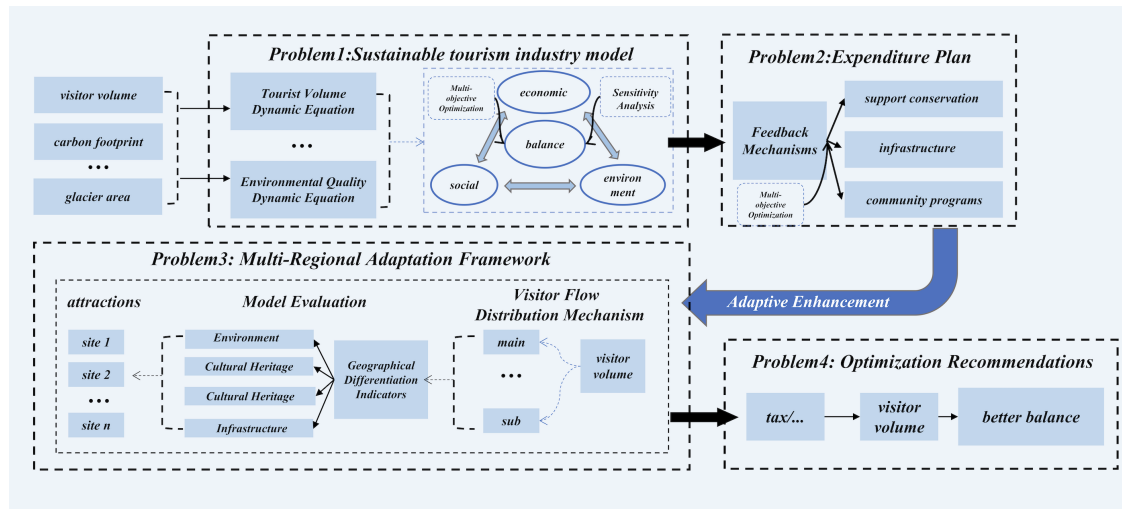 Problem1:Sustainable tourism industry model
visitor volume
carbon footprint
...
glacier area
Tourist Volume
Dynamic Equation
...
Environmental Quality
Dynamic Equation
Multi-
objective
Optimization
economic
Sensitivity
Analysis
balance
social
environ
ment
Problem2:Expenditure Plan
Feedback
Mechanisms
Multi-
objective
Optimization
support conservation
infrastructure
community programs
Adaptive Enhancement
Problem3: Multi-Regional Adaptation Framework
attractions
site 1
site 2
...
site n
Model Evaluation
Environment
Cultural Heritage
Cultural Heritage
Infrastructure
Geographical
Differentiation
Indicators
Visitor Flow
Distribution Mechanism
main
...
sub
visitor
volume
Problem4: Optimization Recommendations
tax/...
visitor
volume
better balance